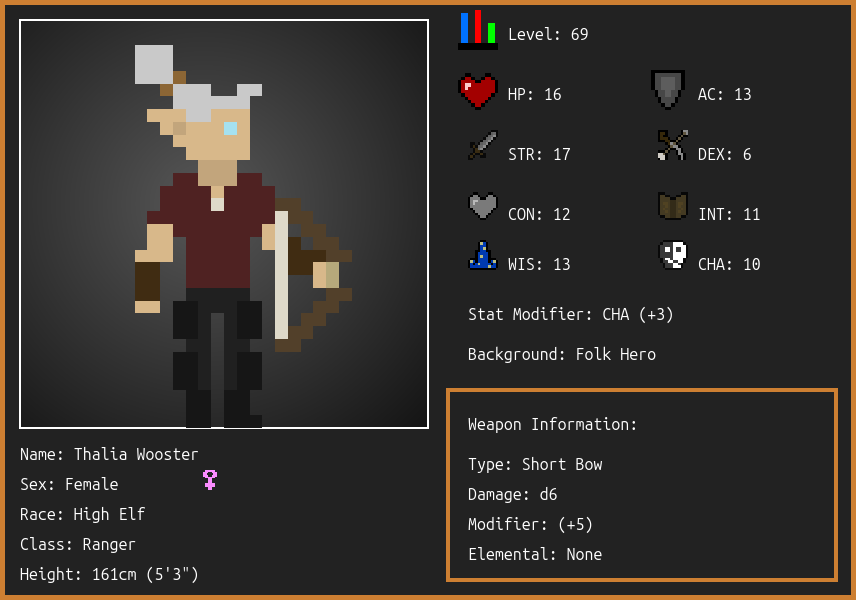 Level: 69
HP: 16
AC: 13
STR: 17
DEX: 6
CON: 12
INT: 11
WIS: 13
CHA: 10
Stat Modifier: CHA (+3)
Background: Folk Hero
Weapon Information:
Type: Short Bow
Damage: d6
Modifier: (+5)
Elemental: None
Name: Thalia Wooster
Sex: Female
Race: High Elf
Class: Ranger
Height: 161cm (5'3")